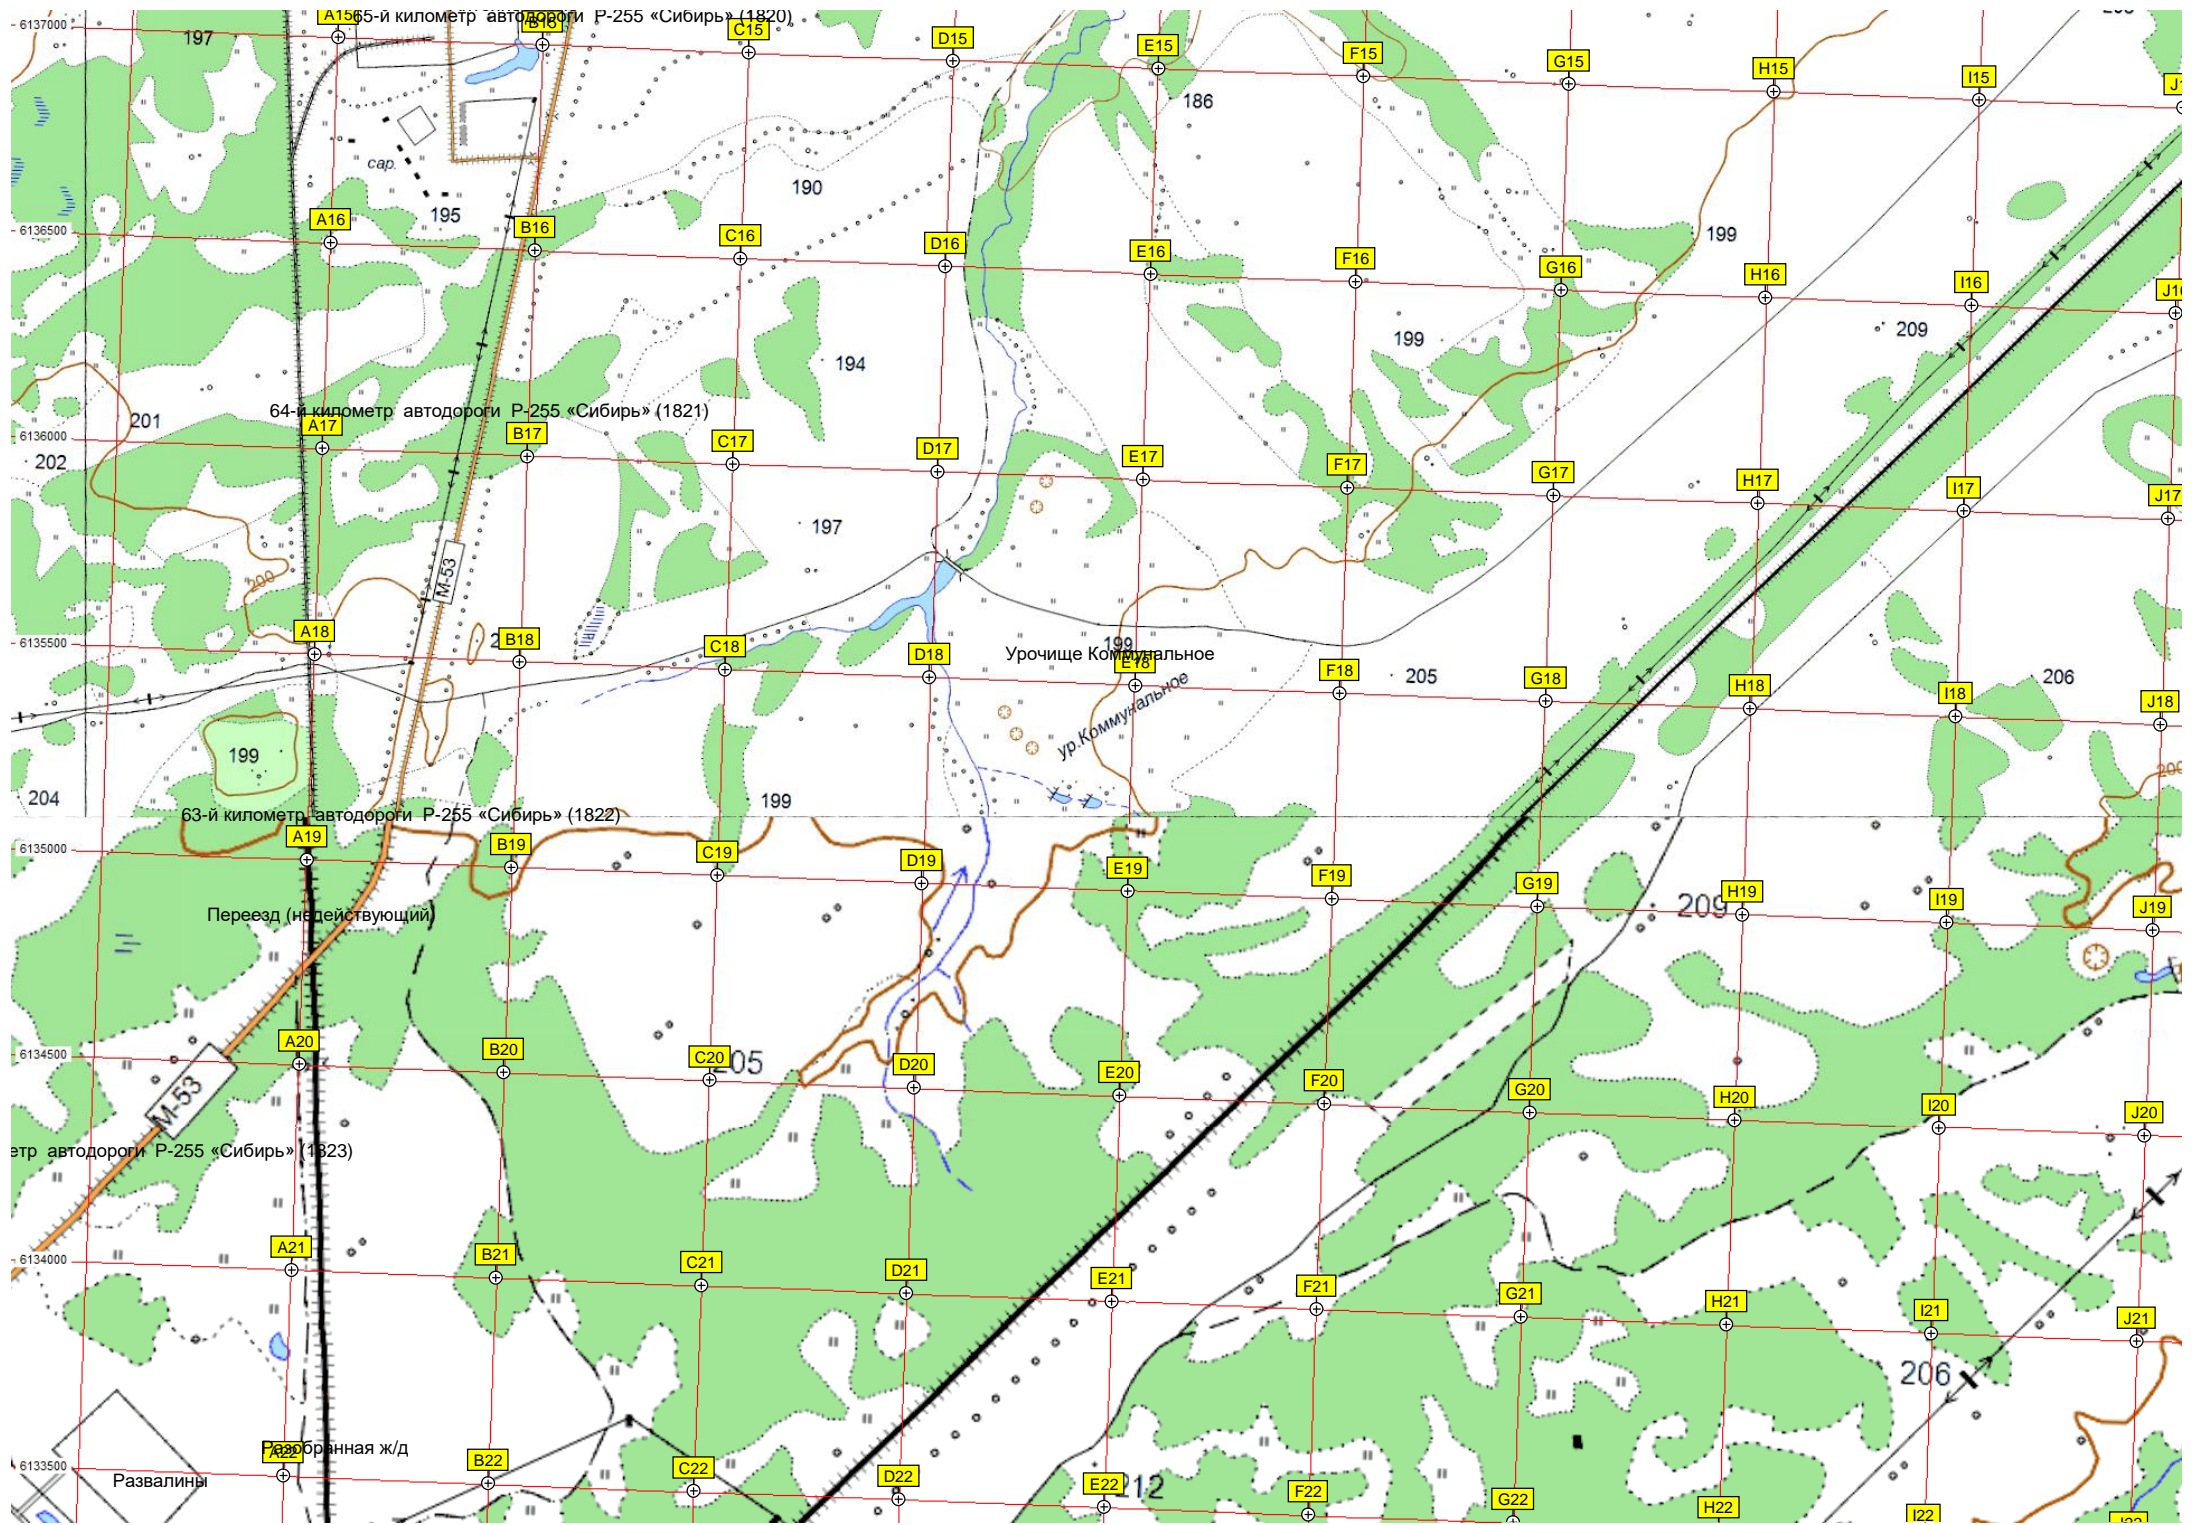 6137000
A15
65-й километр автодороги Р-255 «Сибирь» (1820)
B15
C15
D15
E15
F15
G15
H15
I15
197
186
сар.
190
195
A16
B16
C16
D16
E16
F16
G16
H16
I16
J16
199
6136500
194
199
209
201
64-й километр автодороги Р-255 «Сибирь» (1821)
A17
B17
C17
D17
E17
F17
G17
H17
I17
J17
6136000
202
197
М-53
200
A18
B18
C18
D18
199
E18
Урочище Коммунальное
F18
205
G18
H18
I18
206
J18
6135500
ур.Коммунальное
199
204
199
200
63-й километр автодороги Р-255 «Сибирь» (1822)
A19
B19
C19
D19
E19
F19
G19
209
H19
I19
J19
6135000
Переезд (недействующий)
A20
B20
C20
205
D20
E20
F20
G20
H20
I20
J20
6134500
М-53
етр автодороги Р-255 «Сибирь» (1823)
A21
B21
C21
D21
E21
F21
G21
H21
I21
J21
6134000
206
Разобранная ж/д
A22
B22
C22
D22
E22
212
F22
G22
H22
I22
J22
6133500
Развалины